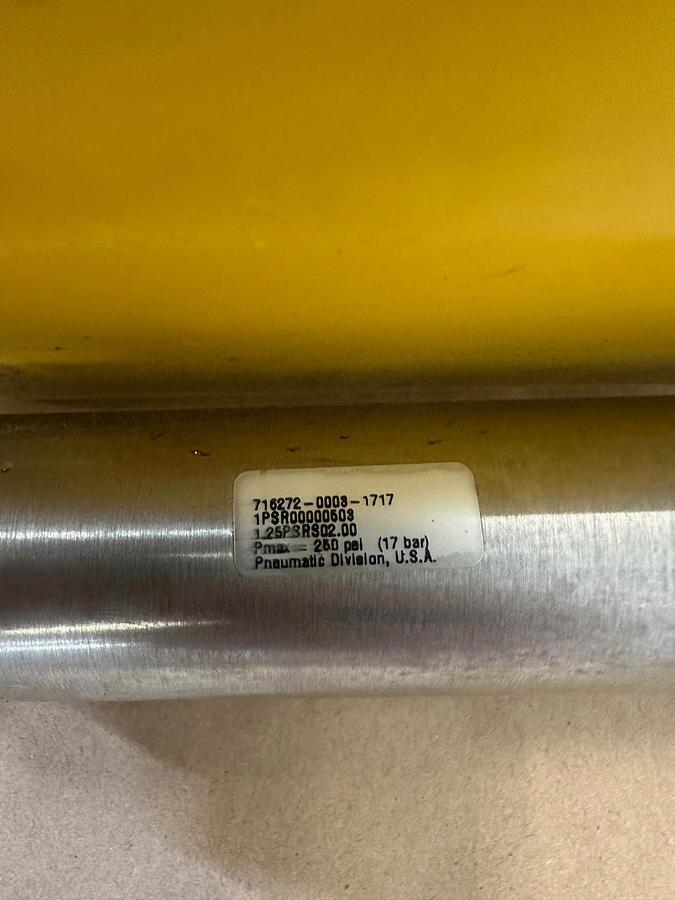 716272-0003-1717
1PSR00000503
1.25PSRS02.00
Pmax = 250 psi (17 bar)
Pneumatic Division, U.S.A.